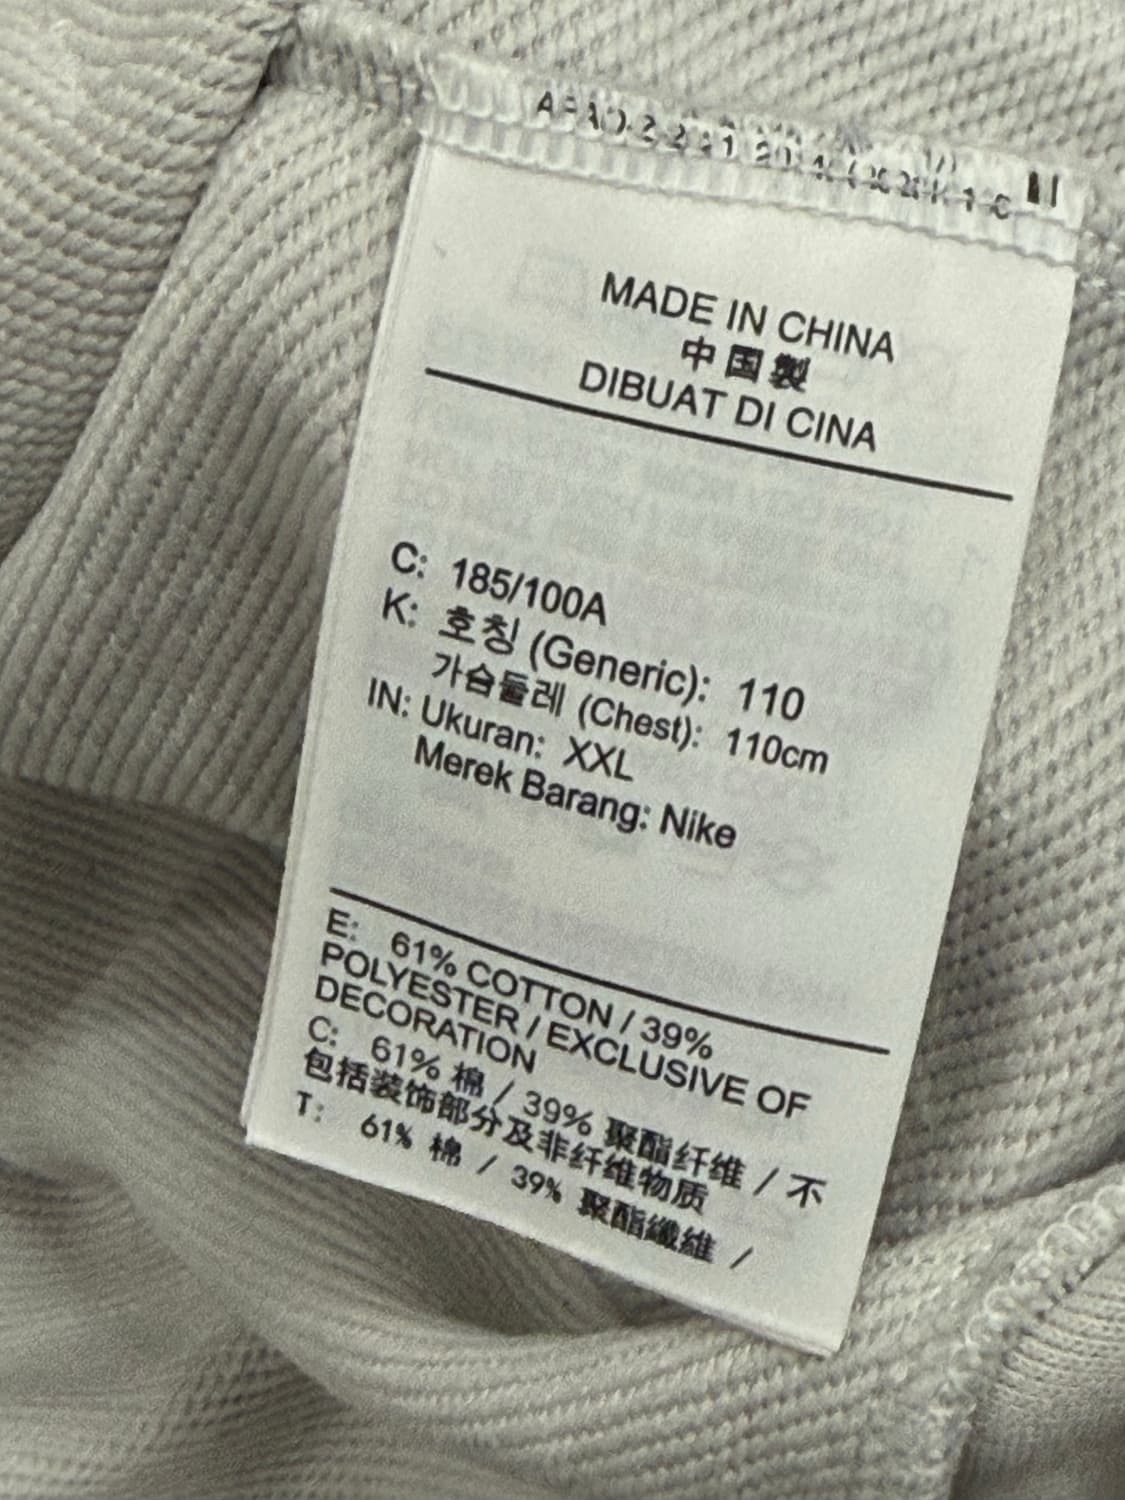 MADE IN CHINA
中国製
DIBUAT DI CINA
C: 185/100A
K: 호칭 (Generic): 110
가슴둘레 (Chest): 110cm
IN: Ukuran: XXL
Merek Barang: Nike
E: 61% COTTON / 39%
POLYESTER / EXCLUSIVE OF
DECORATION
C: 61% 棉 / 39% 聚酯纤维 / 不
包括装饰部分及非纤维物质
T: 61% 棉 / 39% 聚酯纖維 /